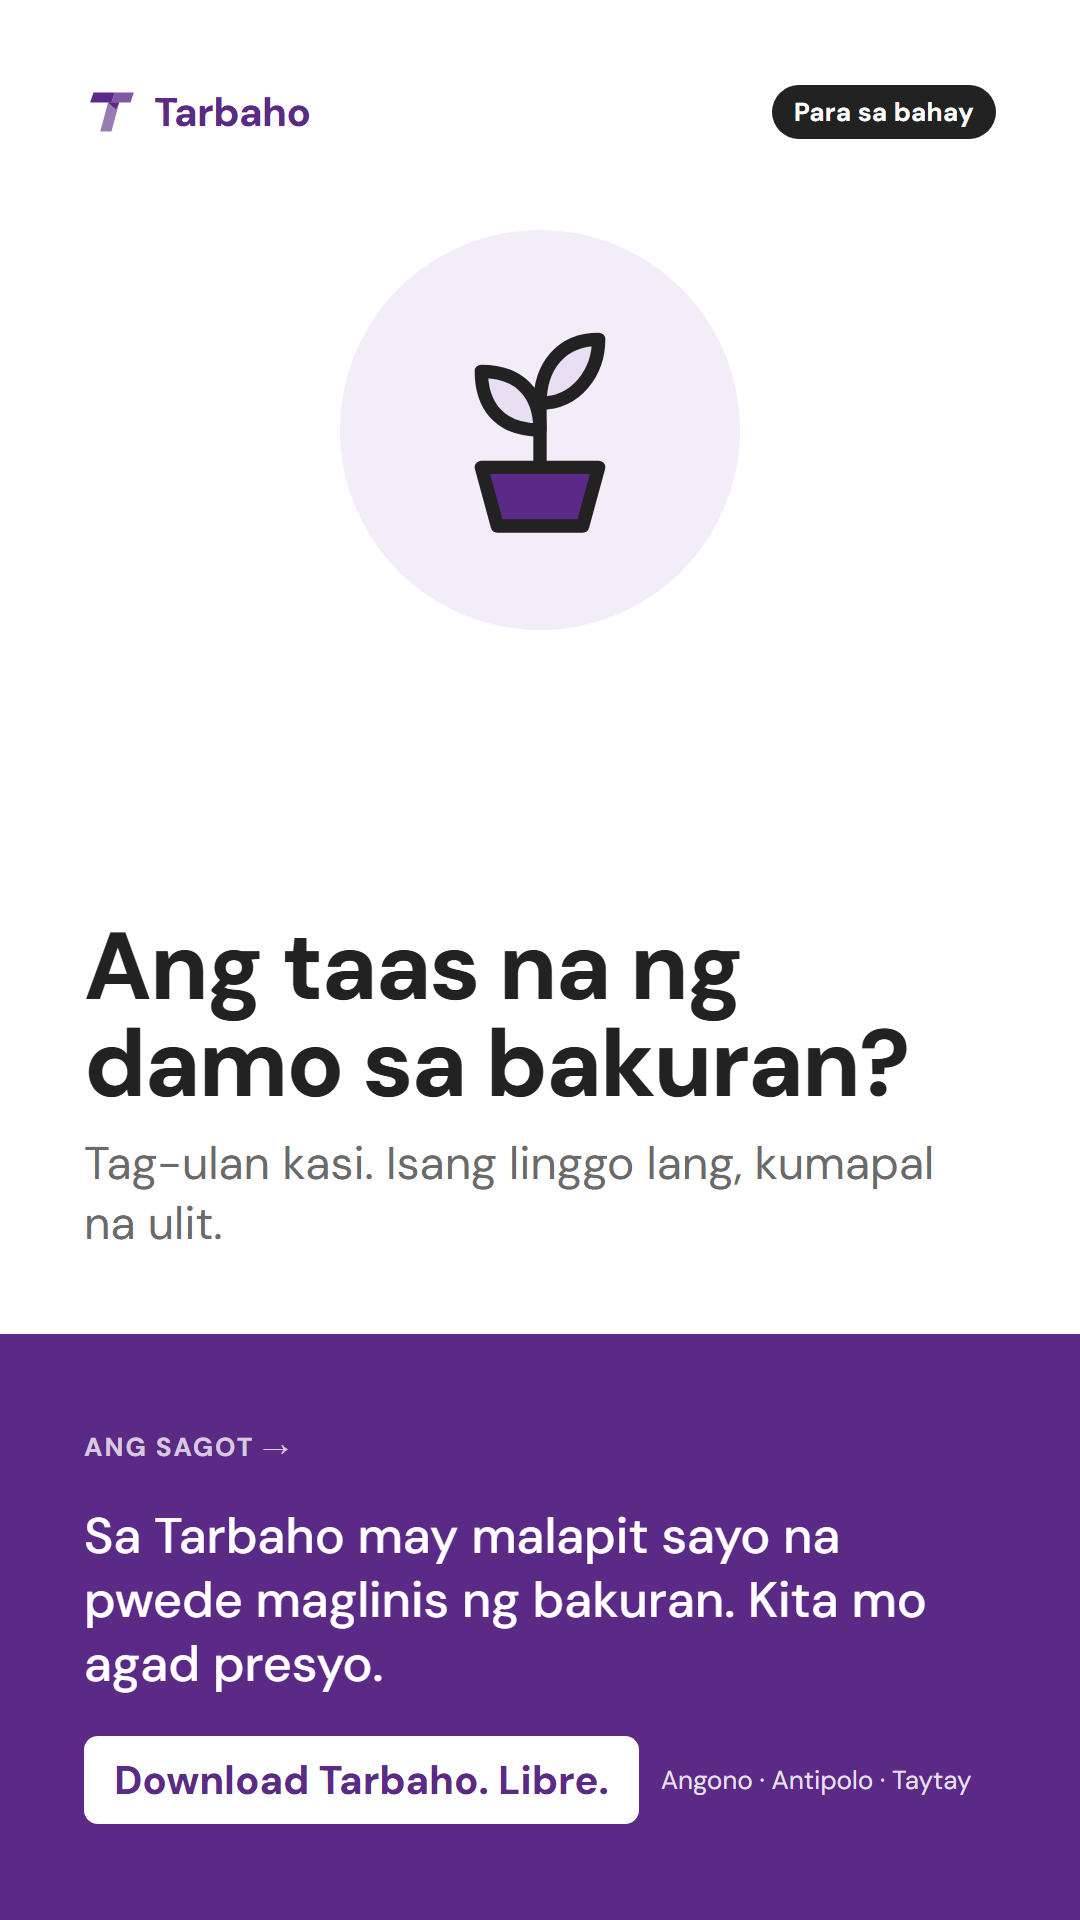 Tarbaho
Para sa bahay
Ang taas na ng
damo sa bakuran?
Tag-ulan kasi. Isang linggo lang, kumapal
na ulit.
ANG SAGOT →
Sa Tarbaho may malapit sayo na
pwede maglinis ng bakuran. Kita mo
agad presyo.
Download Tarbaho. Libre.
Angono · Antipolo · Taytay